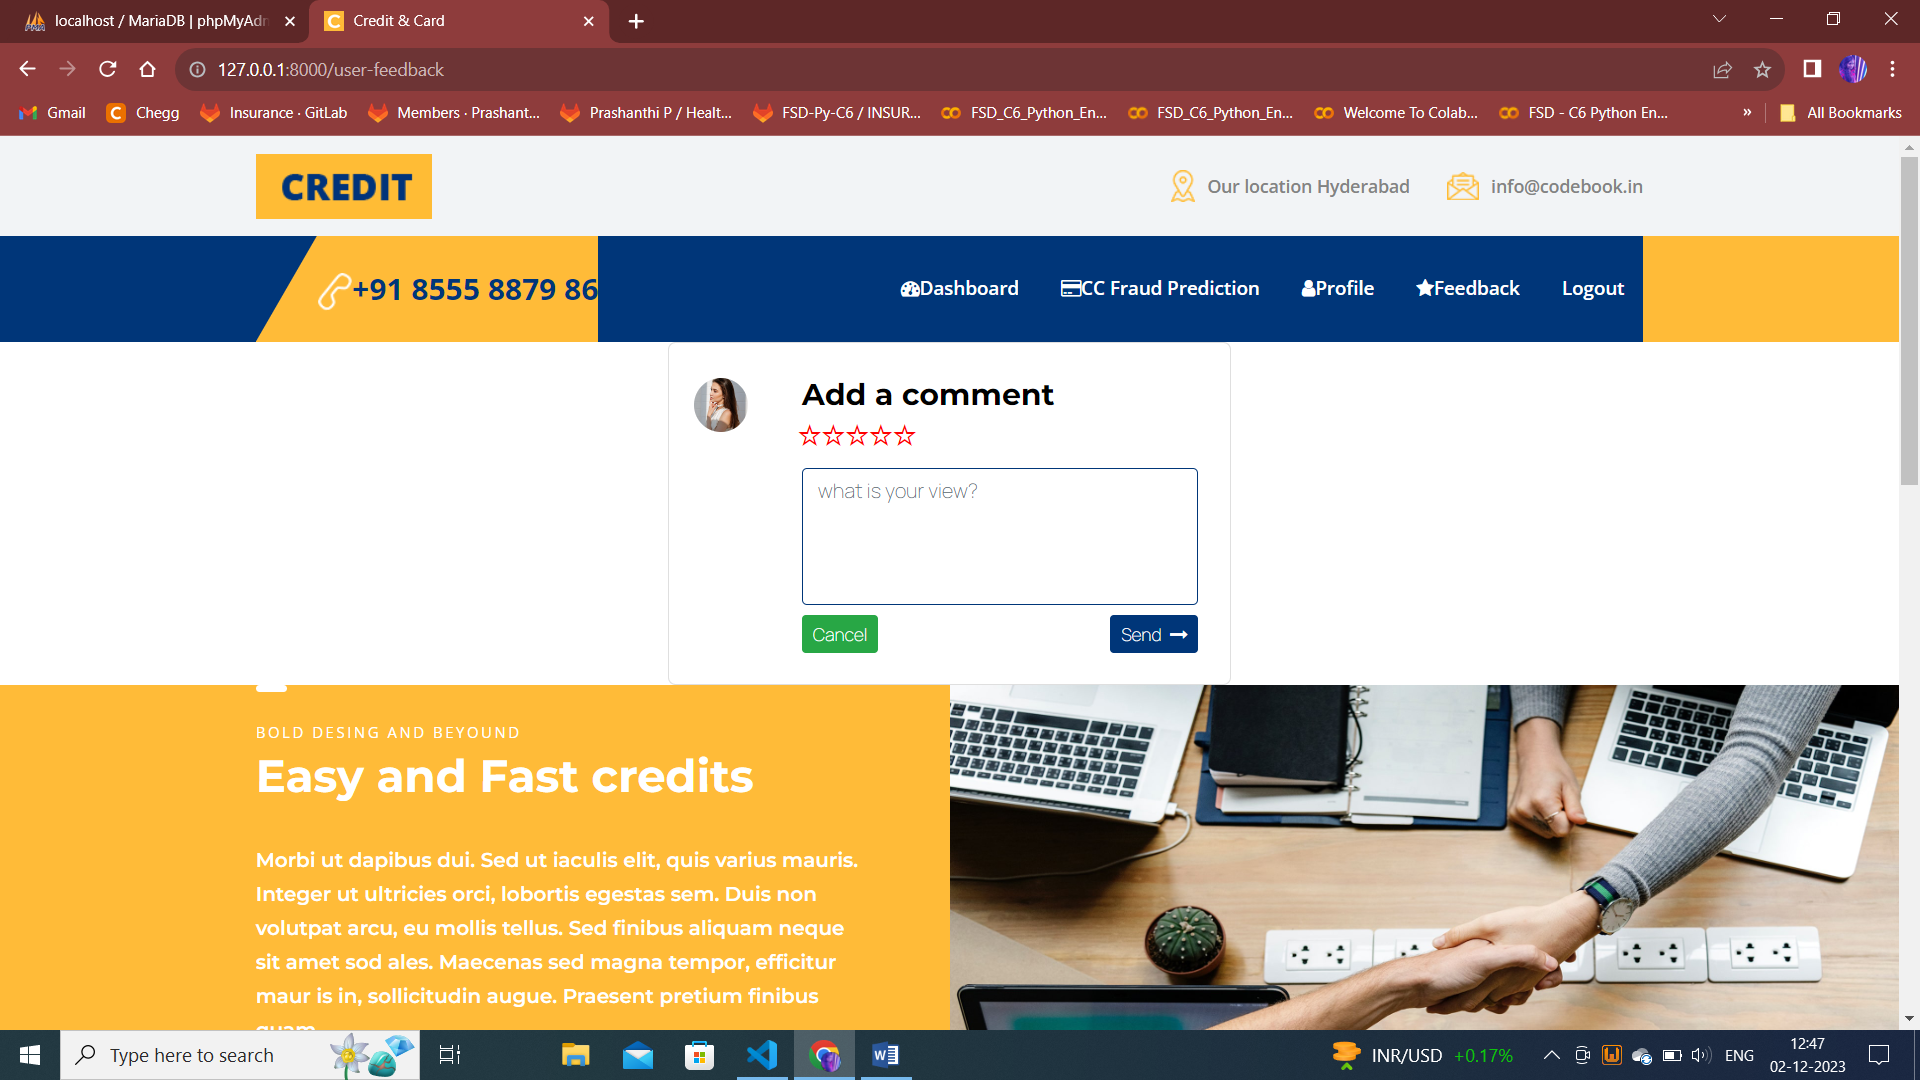 localhost / MariaDB | phpMyAdn
Credit & Card
127.0.0.1:8000/user-feedback
Gmail
Chegg
Insurance · GitLab
Members · Prashant...
Prashanthi P / Healt...
FSD-Py-C6 / INSUR...
FSD_C6_Python_En...
FSD_C6_Python_En...
Welcome To Colab...
FSD - C6 Python En...
»
All Bookmarks
CREDIT
Our location Hyderabad
info@codebook.in
+91 8555 8879 86
Dashboard
CC Fraud Prediction
Profile
Feedback
Logout
Add a comment
what is your view?
Cancel
Send
BOLD DESING AND BEYOUND
Easy and Fast credits
Morbi ut dapibus dui. Sed ut iaculis elit, quis varius mauris.
Integer ut ultricies orci, lobortis egestas sem. Duis non
volutpat arcu, eu mollis tellus. Sed finibus aliquam neque
sit amet sod ales. Maecenas sed magna tempor, efficitur
maur is in, sollicitudin augue. Praesent pretium finibus
quam
Type here to search
INR/USD +0.17%
ENG
12:47
02-12-2023